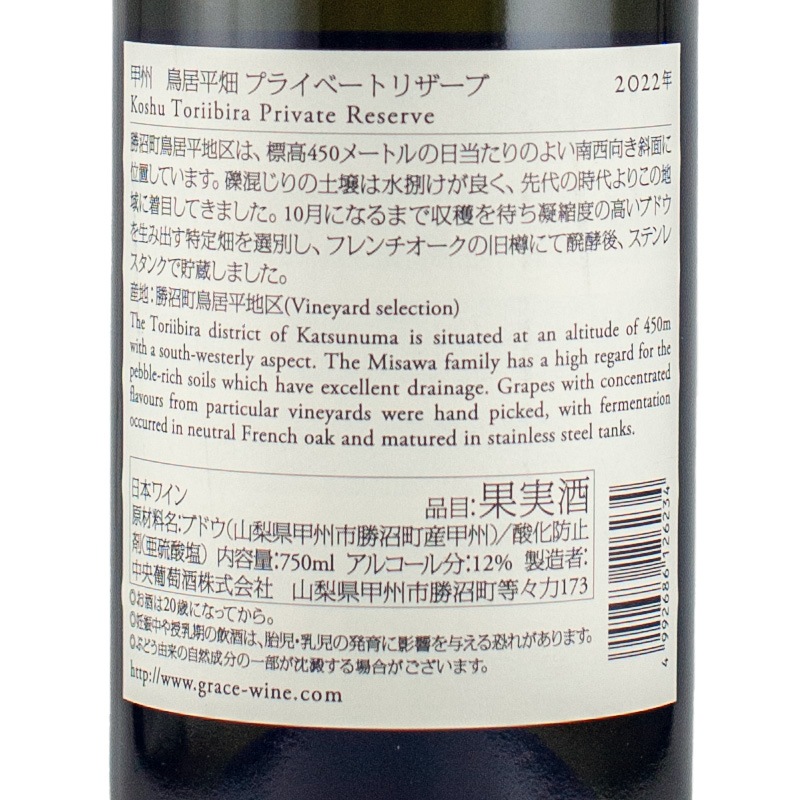 甲州 鳥居平畑 プライベートリザーブ 2022年
Koshu Toriibira Private Reserve
勝沼町鳥居平地区は、標高450メートルの日当たりのよい南西向き斜面に
位置しています。礫混じりの土壌は水捌けが良く、先代の時代よりこの地
域に着目してきました。10月になるまで収穫を待ち凝縮度の高いブドウ
を生み出す特定畑を選別し、フレンチオークの旧樽にて醗酵後、ステンレ
スタンクで貯蔵しました。
産地：勝沼町鳥居平地区(Vineyard selection)
The Toriibira district of Katsunuma is situated at an altitude of 450m
with a south-westerly aspect. The Misawa family has a high regard for the
pebble-rich soils which have excellent drainage. Grapes with concentrated
flavours from particular vineyards were hand picked, with fermentation
occurred in neutral French oak and matured in stainless steel tanks.
日本ワイン 品目:果実酒
原材料名:ブドウ(山梨県甲州市勝沼町産甲州)／酸化防止
剤(亜硫酸塩) 内容量:750ml アルコール分:12% 製造者:
中央葡萄酒株式会社 山梨県甲州市勝沼町等々力173
◎お酒は20歳になってから。
◎妊娠中や授乳期の飲酒は、胎児・乳児の発育に影響を与える恐れがあります。
◎ぶどう由来の自然成分の一部が沈澱する場合がございます。
http://www.grace-wine.com
4 992686 126234